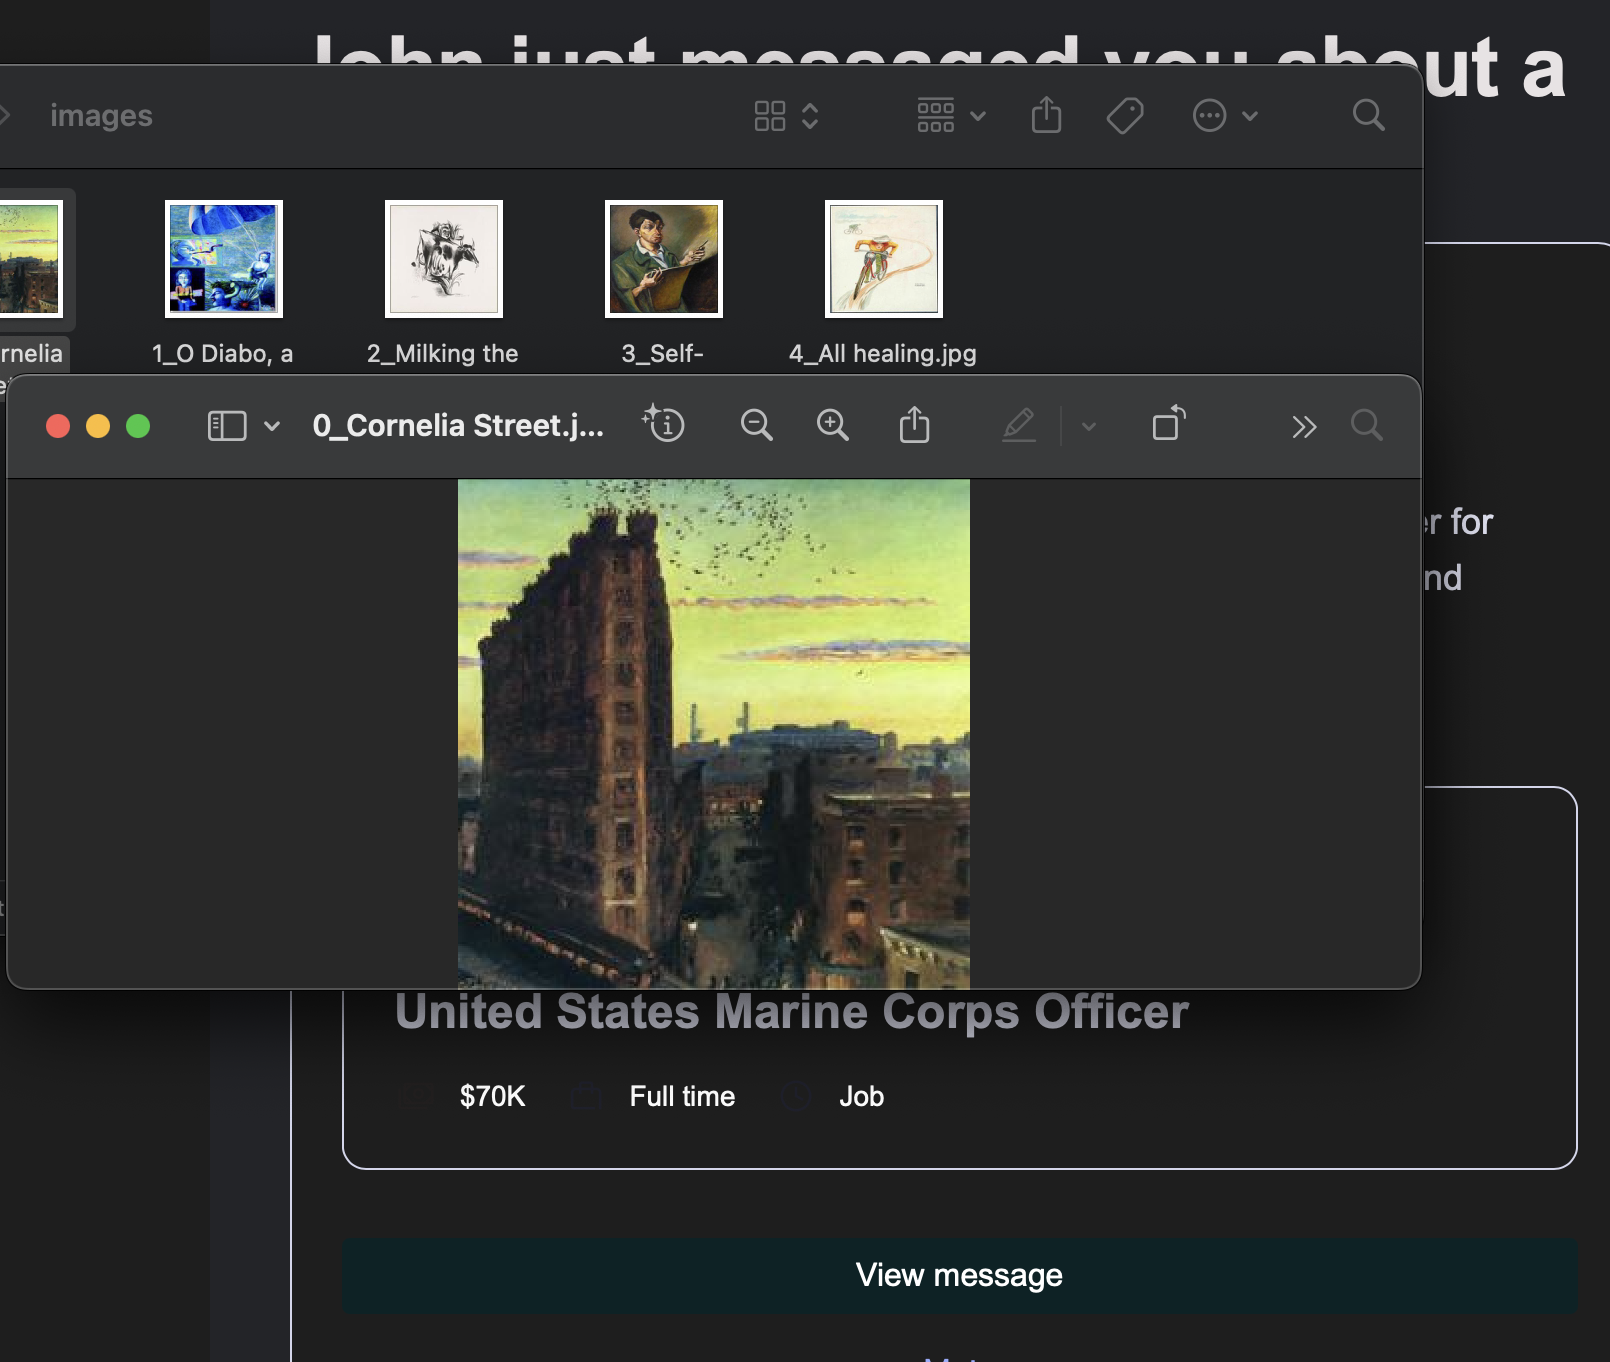 John just messaged you about a
images
rnelia
1_O Diabo, a
2_Milking the
3_Self-
4_All healing.jpg
0_Cornelia Street.j...
for
nd
United States Marine Corps Officer
$70K Full time Job
View message